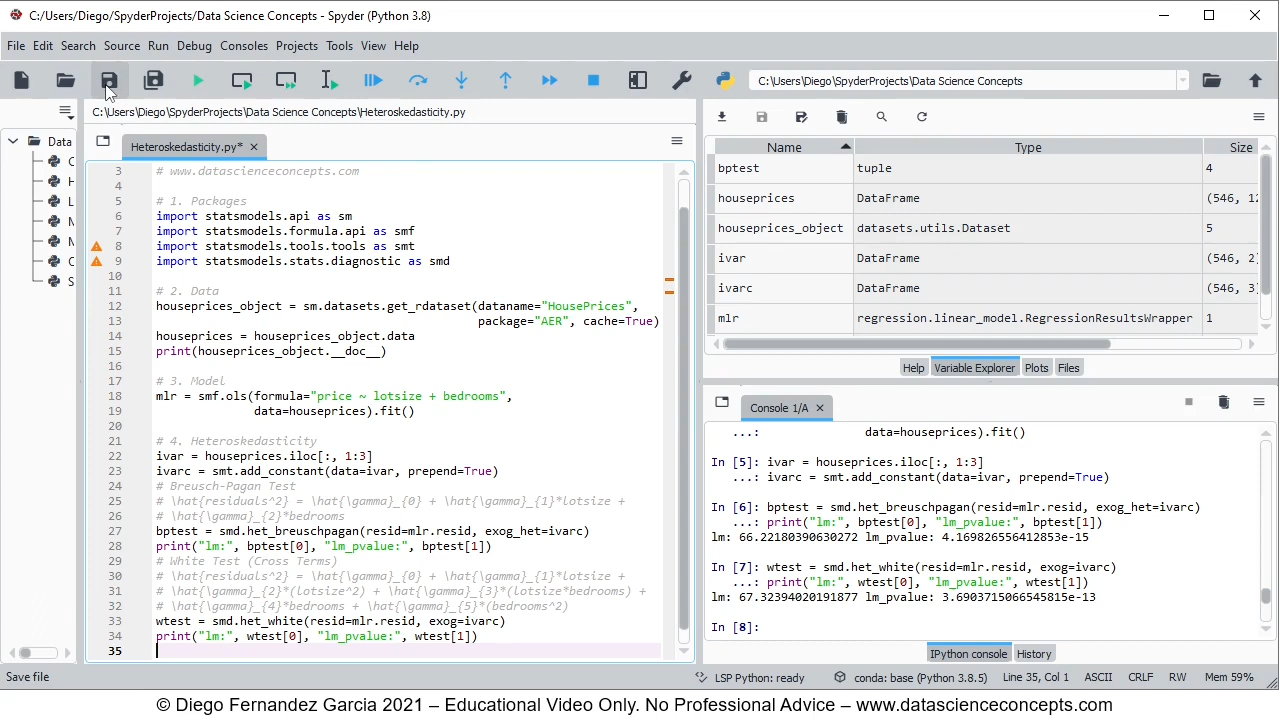 C:/Users/Diego/SpyderProjects/Data Science Concepts - Spyder (Python 3.8)
File Edit Search Source Run Debug Consoles Projects Tools View Help
C:\Users\Diego\SpyderProjects\Data Science Concepts
C:\Users\Diego\SpyderProjects\Data Science Concepts\Heteroskedasticity.py
Data
C
H
L
M
M
C
S
Heteroskedasticity.py*
3 # www.datascienceconcepts.com
4
5 # 1. Packages
6 import statsmodels.api as sm
7 import statsmodels.formula.api as smf
8 import statsmodels.tools.tools as smt
9 import statsmodels.stats.diagnostic as smd
10
11 # 2. Data
12 houseprices_object = sm.datasets.get_rdataset(dataname="HousePrices",
13 package="AER", cache=True)
14 houseprices = houseprices_object.data
15 print(houseprices_object.__doc__)
16
17 # 3. Model
18 mlr = smf.ols(formula="price ~ lotsize + bedrooms",
19 data=houseprices).fit()
20
21 # 4. Heteroskedasticity
22 ivar = houseprices.iloc[:, 1:3]
23 ivarc = smt.add_constant(data=ivar, prepend=True)
24 # Breusch-Pagan Test
25 # \hat{residuals^2} = \hat{\gamma}_{0} + \hat{\gamma}_{1}*lotsize +
26 # \hat{\gamma}_{2}*bedrooms
27 bptest = smd.het_breuschpagan(resid=mlr.resid, exog_het=ivarc)
28 print("lm:", bptest[0], "lm_pvalue:", bptest[1])
29 # White Test (Cross Terms)
30 # \hat{residuals^2} = \hat{\gamma}_{0} + \hat{\gamma}_{1}*lotsize +
31 # \hat{\gamma}_{2}*(lotsize^2) + \hat{\gamma}_{3}*(lotsize*bedrooms) +
32 # \hat{\gamma}_{4}*bedrooms + \hat{\gamma}_{5}*(bedrooms^2)
33 wtest = smd.het_white(resid=mlr.resid, exog=ivarc)
34 print("lm:", wtest[0], "lm_pvalue:", wtest[1])
35
Name Type Size
bptest tuple 4
houseprices DataFrame (546, 12
houseprices_object datasets.utils.Dataset 5
ivar DataFrame (546, 2)
ivarc DataFrame (546, 3)
mlr regression.linear_model.RegressionResultsWrapper 1
Help Variable Explorer Plots Files
Console 1/A
...: data=houseprices).fit()
In [5]: ivar = houseprices.iloc[:, 1:3]
...: ivarc = smt.add_constant(data=ivar, prepend=True)
In [6]: bptest = smd.het_breuschpagan(resid=mlr.resid, exog_het=ivarc)
...: print("lm:", bptest[0], "lm_pvalue:", bptest[1])
lm: 66.22180390630272 lm_pvalue: 4.169826556412853e-15
In [7]: wtest = smd.het_white(resid=mlr.resid, exog=ivarc)
...: print("lm:", wtest[0], "lm_pvalue:", wtest[1])
lm: 67.32394020191877 lm_pvalue: 3.6903715066545815e-13
In [8]:
IPython console History
Save file LSP Python: ready conda: base (Python 3.8.5) Line 35, Col 1 ASCII CRLF RW Mem 59%
© Diego Fernandez Garcia 2021 – Educational Video Only. No Professional Advice – www.datascienceconcepts.com